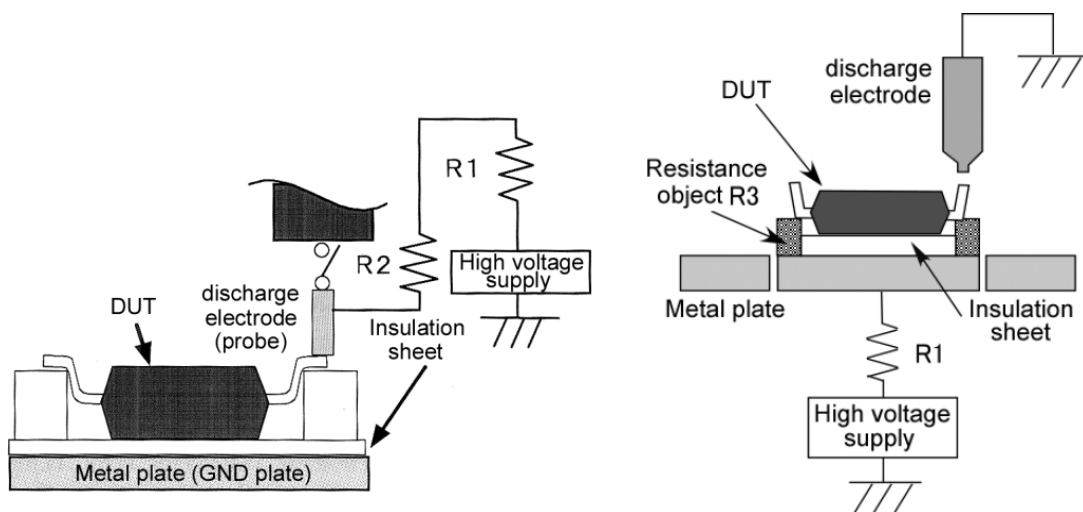 R1
R2
High voltage
supply
DUT
discharge
electrode
(probe)
Insulation
sheet
Metal plate (GND plate)
discharge
electrode
DUT
Resistance
object R3
Metal plate
Insulation
sheet
R1
High voltage
supply